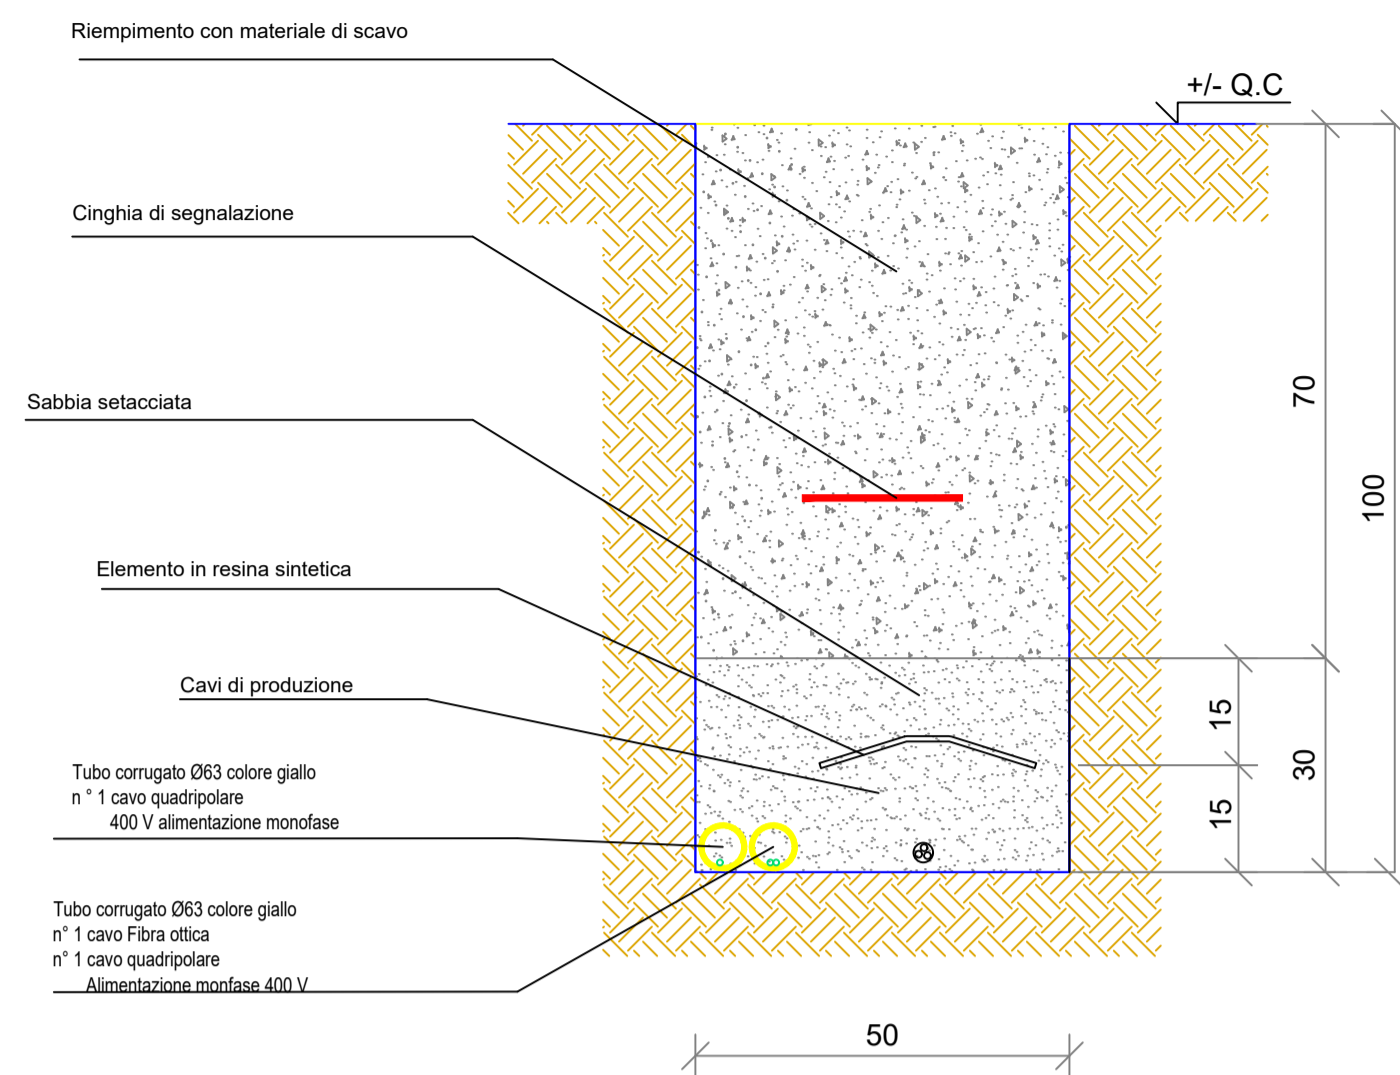 Riempimento con materiale di scavo
+/- Q.C
Cinghia di segnalazione
Sabbia setacciata
70
100
Elemento in resina sintetica
Cavi di produzione
15
30
15
Tubo corrugato Ø63 colore giallo
n ° 1 cavo quadripolare
400 V alimentazione monofase
Tubo corrugato Ø63 colore giallo
n° 1 cavo Fibra ottica
n° 1 cavo quadripolare
Alimentazione monfase 400 V
50